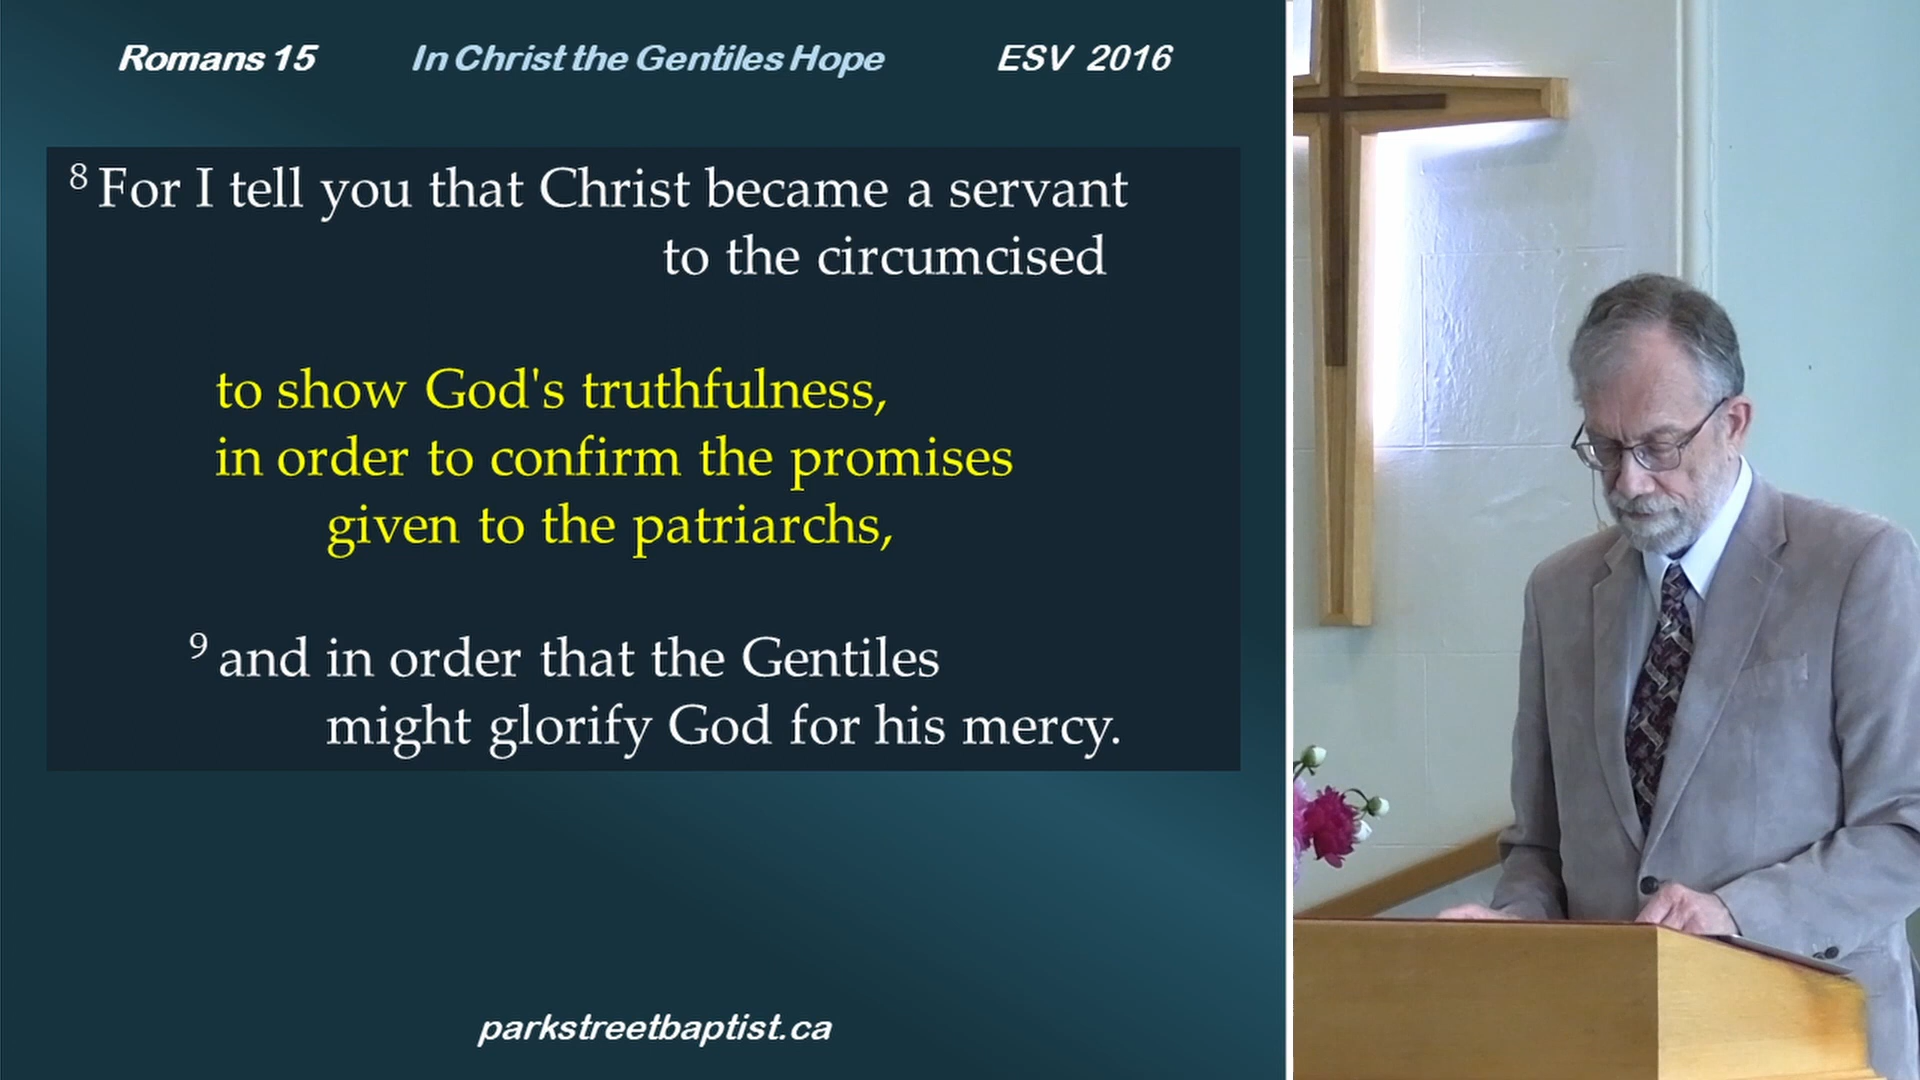 Romans 15 In Christ the Gentiles Hope ESV 2016
8 For I tell you that Christ became a servant
to the circumcised
to show God's truthfulness,
in order to confirm the promises
given to the patriarchs,
9 and in order that the Gentiles
might glorify God for his mercy.
parkstreetbaptist.ca